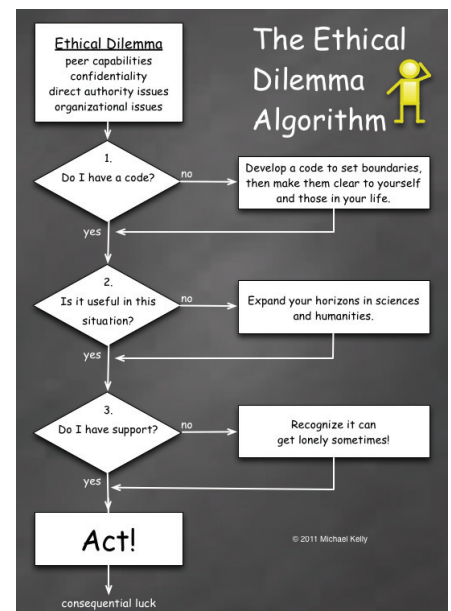 The Ethical
Dilemma
Algorithm
Ethical Dilemma
peer capabilities
confidentiality
direct authority issues
organizational issues
1.
Do I have a code?
no
Develop a code to set boundaries,
then make them clear to yourself
and those in your life.
yes
2.
Is it useful in this
situation?
no
Expand your horizons in sciences
and humanities.
yes
3.
Do I have support?
no
Recognize it can
get lonely sometimes!
yes
Act!
© 2011 Michael Kelly
consequential luck